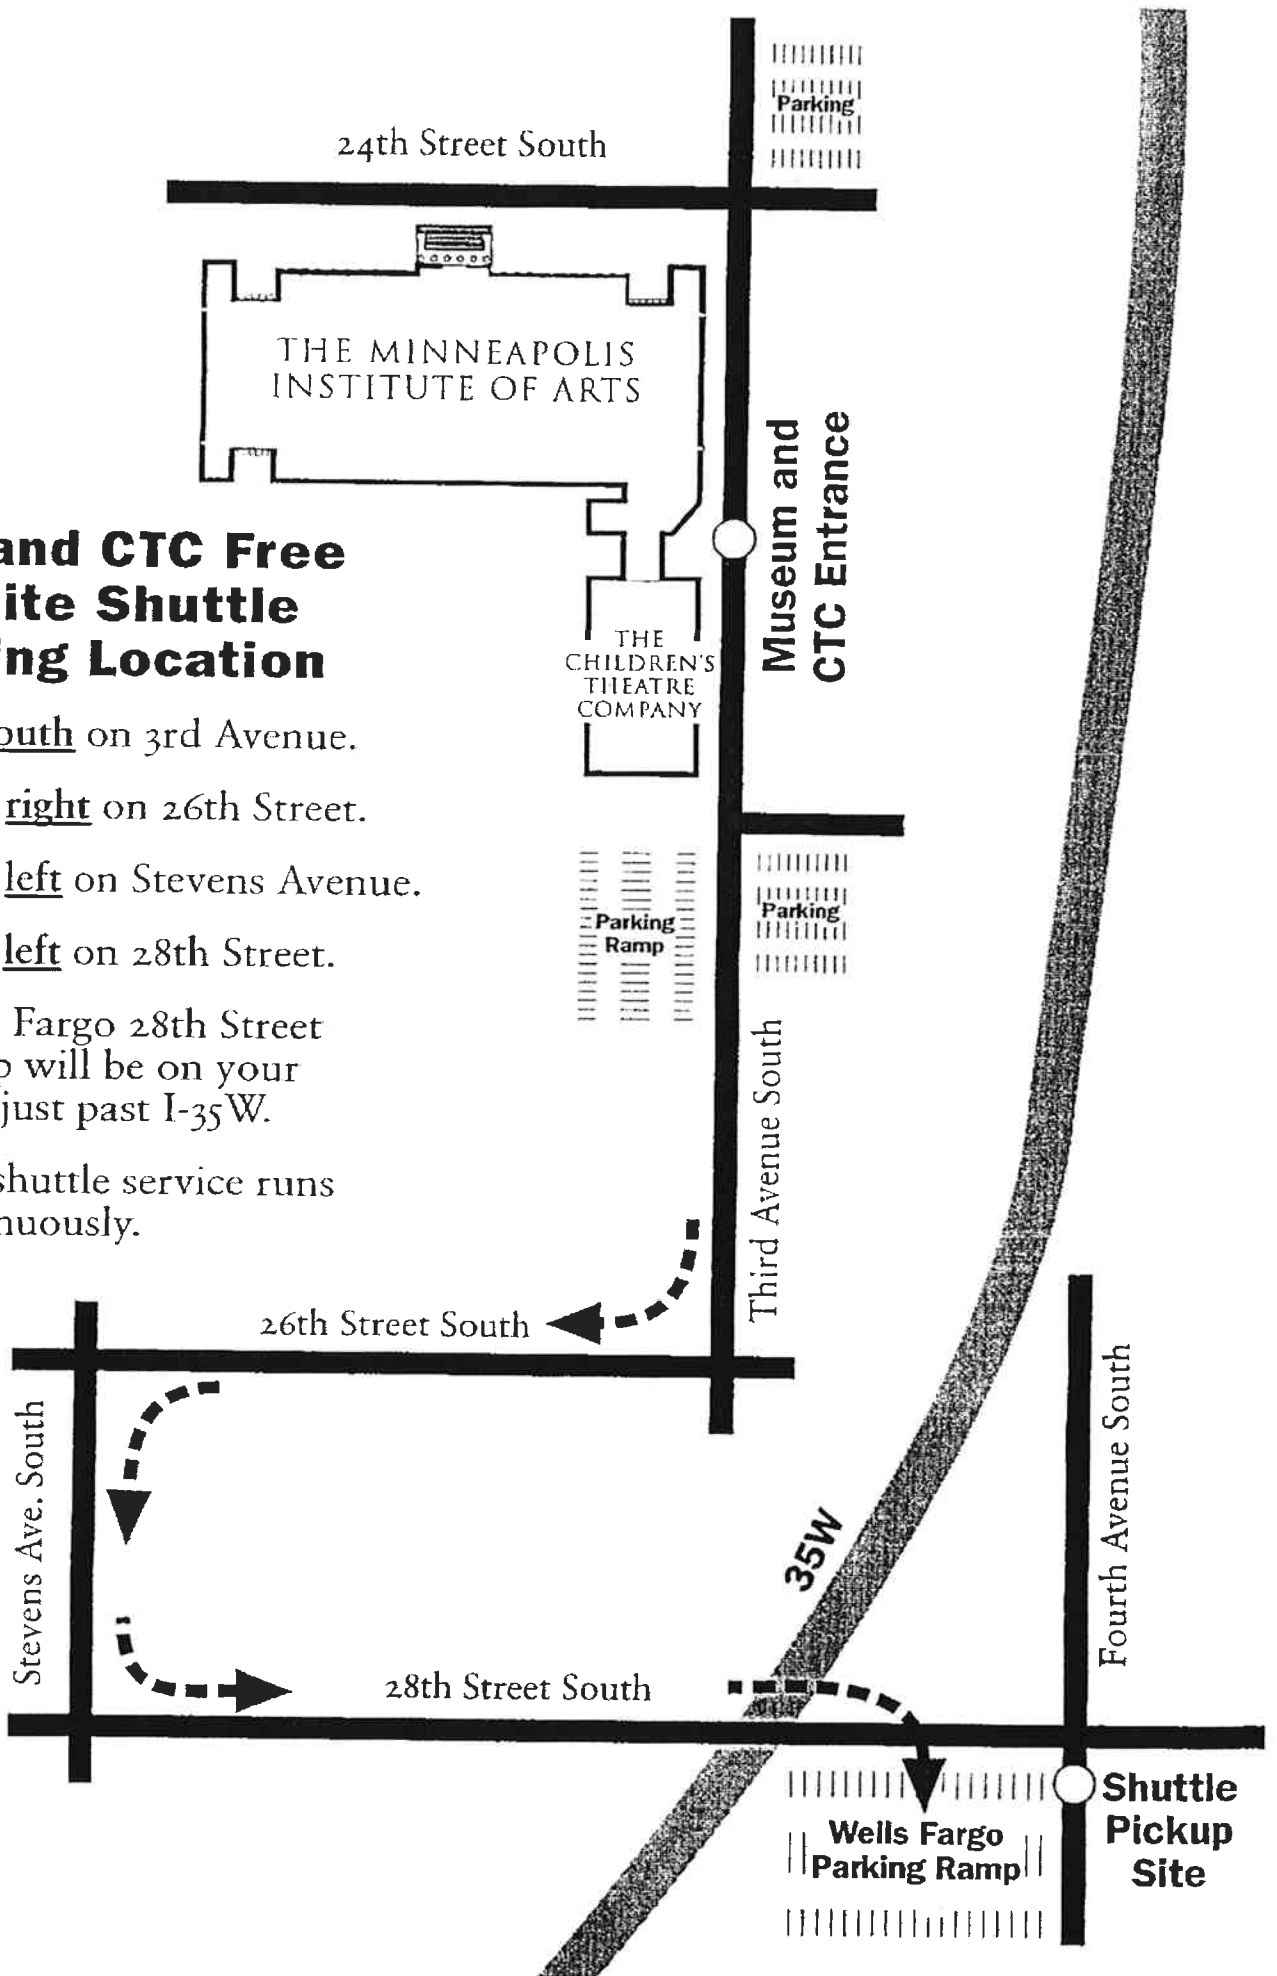 Parking
24th Street South
THE MINNEAPOLIS
INSTITUTE OF ARTS
Museum and
CTC Entrance
and CTC Free
ite Shuttle
ing Location
THE
CHILDREN'S
THEATRE
COMPANY
outh on 3rd Avenue.
right on 26th Street.
left on Stevens Avenue.
left on 28th Street.
Fargo 28th Street
will be on your
just past I-35W.
shuttle service runs
nuously.
Parking
Ramp
Parking
Third Avenue South
26th Street South
Stevens Ave. South
35W
Fourth Avenue South
28th Street South
Wells Fargo
Parking Ramp
Shuttle
Pickup
Site